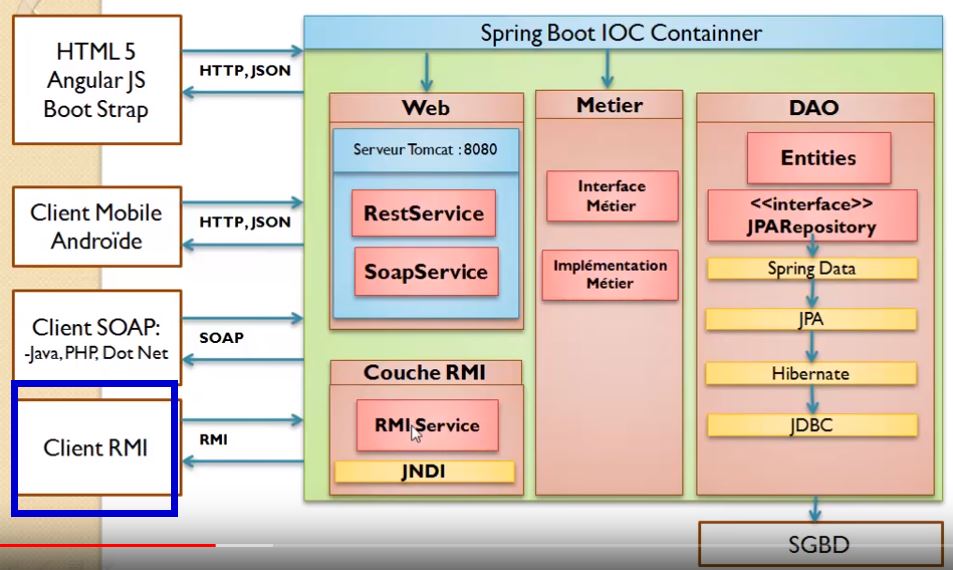 HTML 5
Angular JS
Boot Strap
HTTP, JSON
Client Mobile
Androïde
HTTP, JSON
Client SOAP:
-Java, PHP, Dot Net
SOAP
Client RMI
RMI
Spring Boot IOC Containner
Web
Serveur Tomcat : 8080
RestService
SoapService
Couche RMI
RMI Service
JNDI
Metier
Interface
Métier
Implémentation
Métier
DAO
Entities
<<interface>>
JPARepository
Spring Data
JPA
Hibernate
JDBC
SGBD